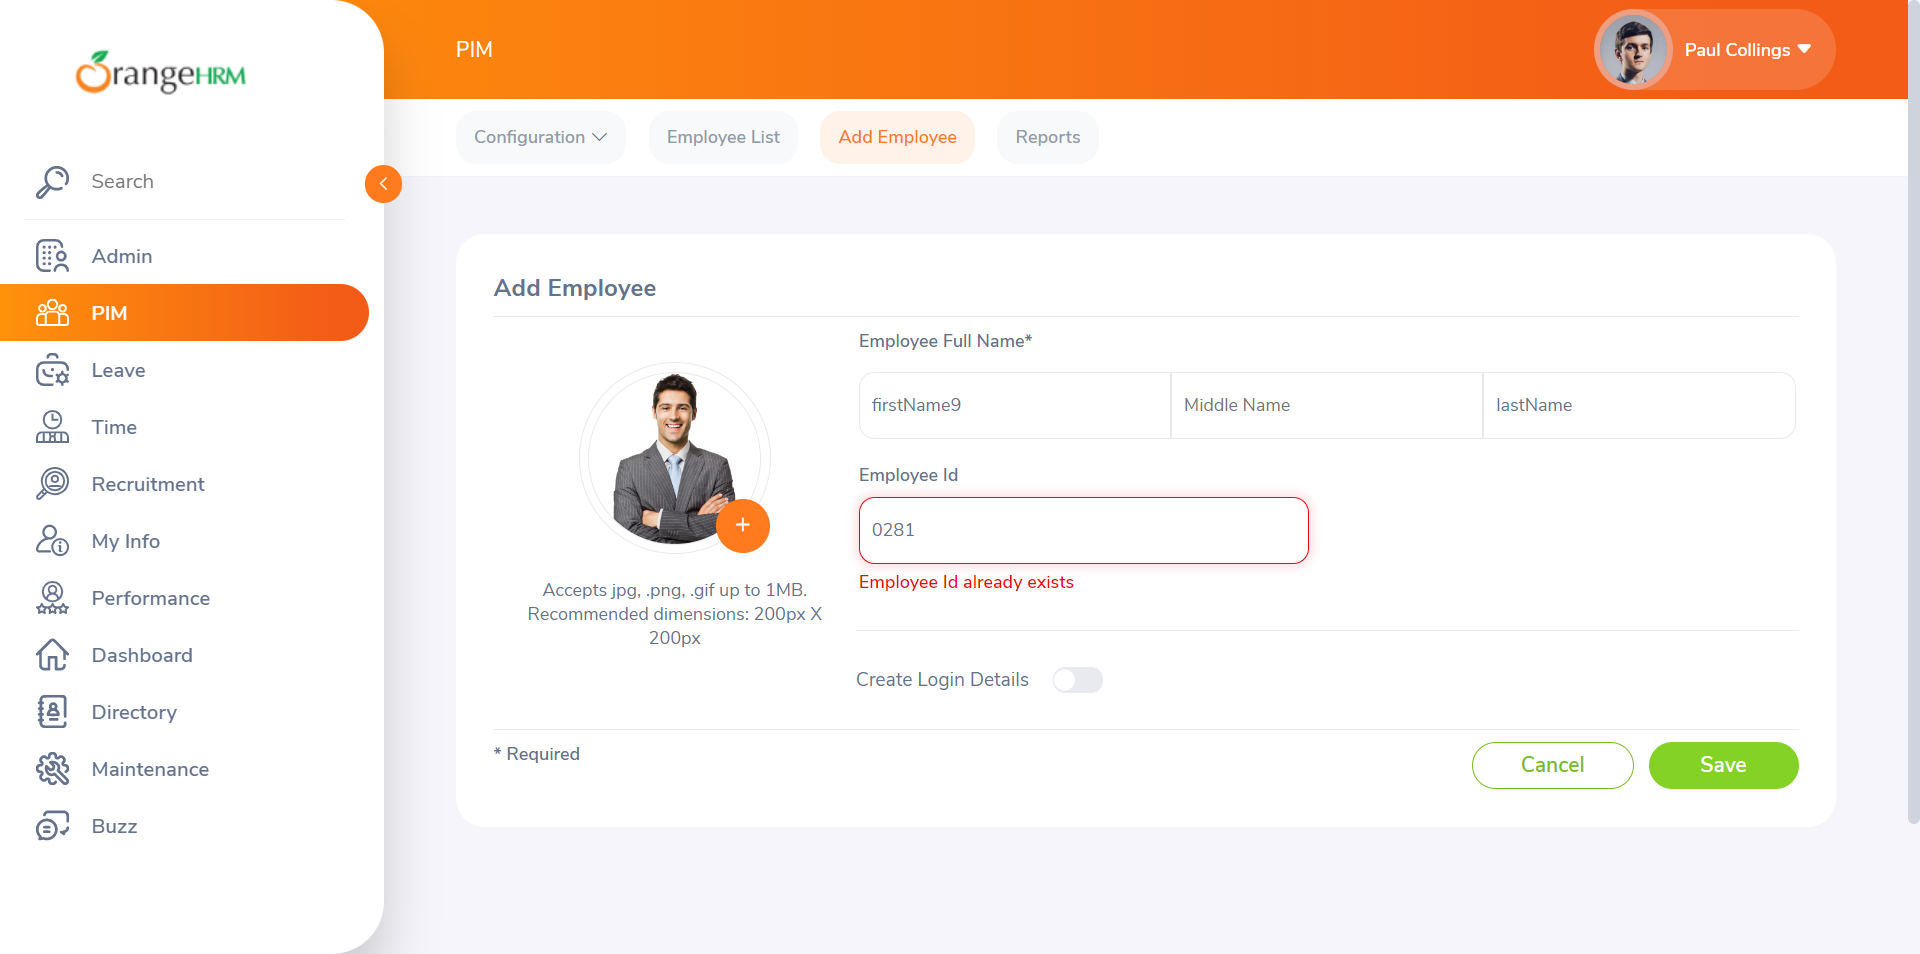 OrangeHRM
PIM
Paul Collings
Configuration
Employee List
Add Employee
Reports
Search
Admin
PIM
Leave
Time
Recruitment
My Info
Performance
Dashboard
Directory
Maintenance
Buzz
Add Employee
Accepts jpg, .png, .gif up to 1MB.
Recommended dimensions: 200px X
200px
Employee Full Name*
firstName9
Middle Name
lastName
Employee Id
0281
Employee Id already exists
Create Login Details
* Required
Cancel
Save